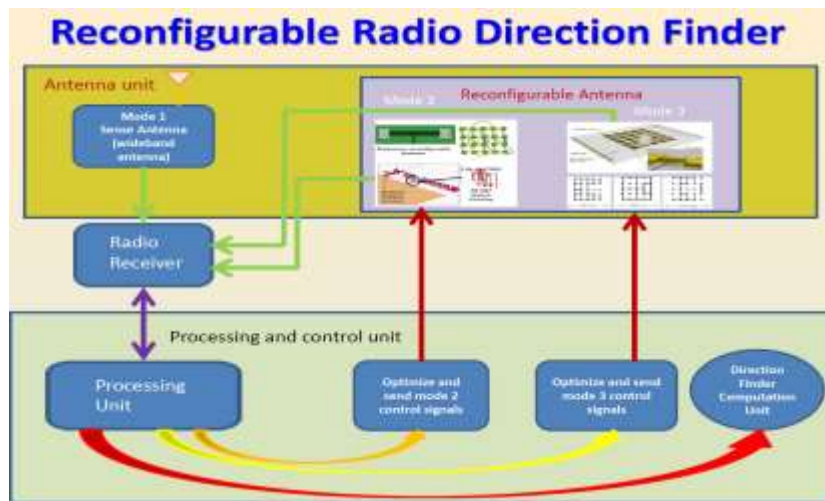 Reconfigurable Radio Direction Finder
Antenna unit
Mode 1
Sense Antenna
(wideband
antenna)
Mode 2
Reconfigurable Antenna
Mode 3
Radio
Receiver
Processing and control unit
Processing
Unit
Optimize and
send mode 2
control signals
Optimize and send
mode 3 control
signals
Direction
Finder
Computation
Unit